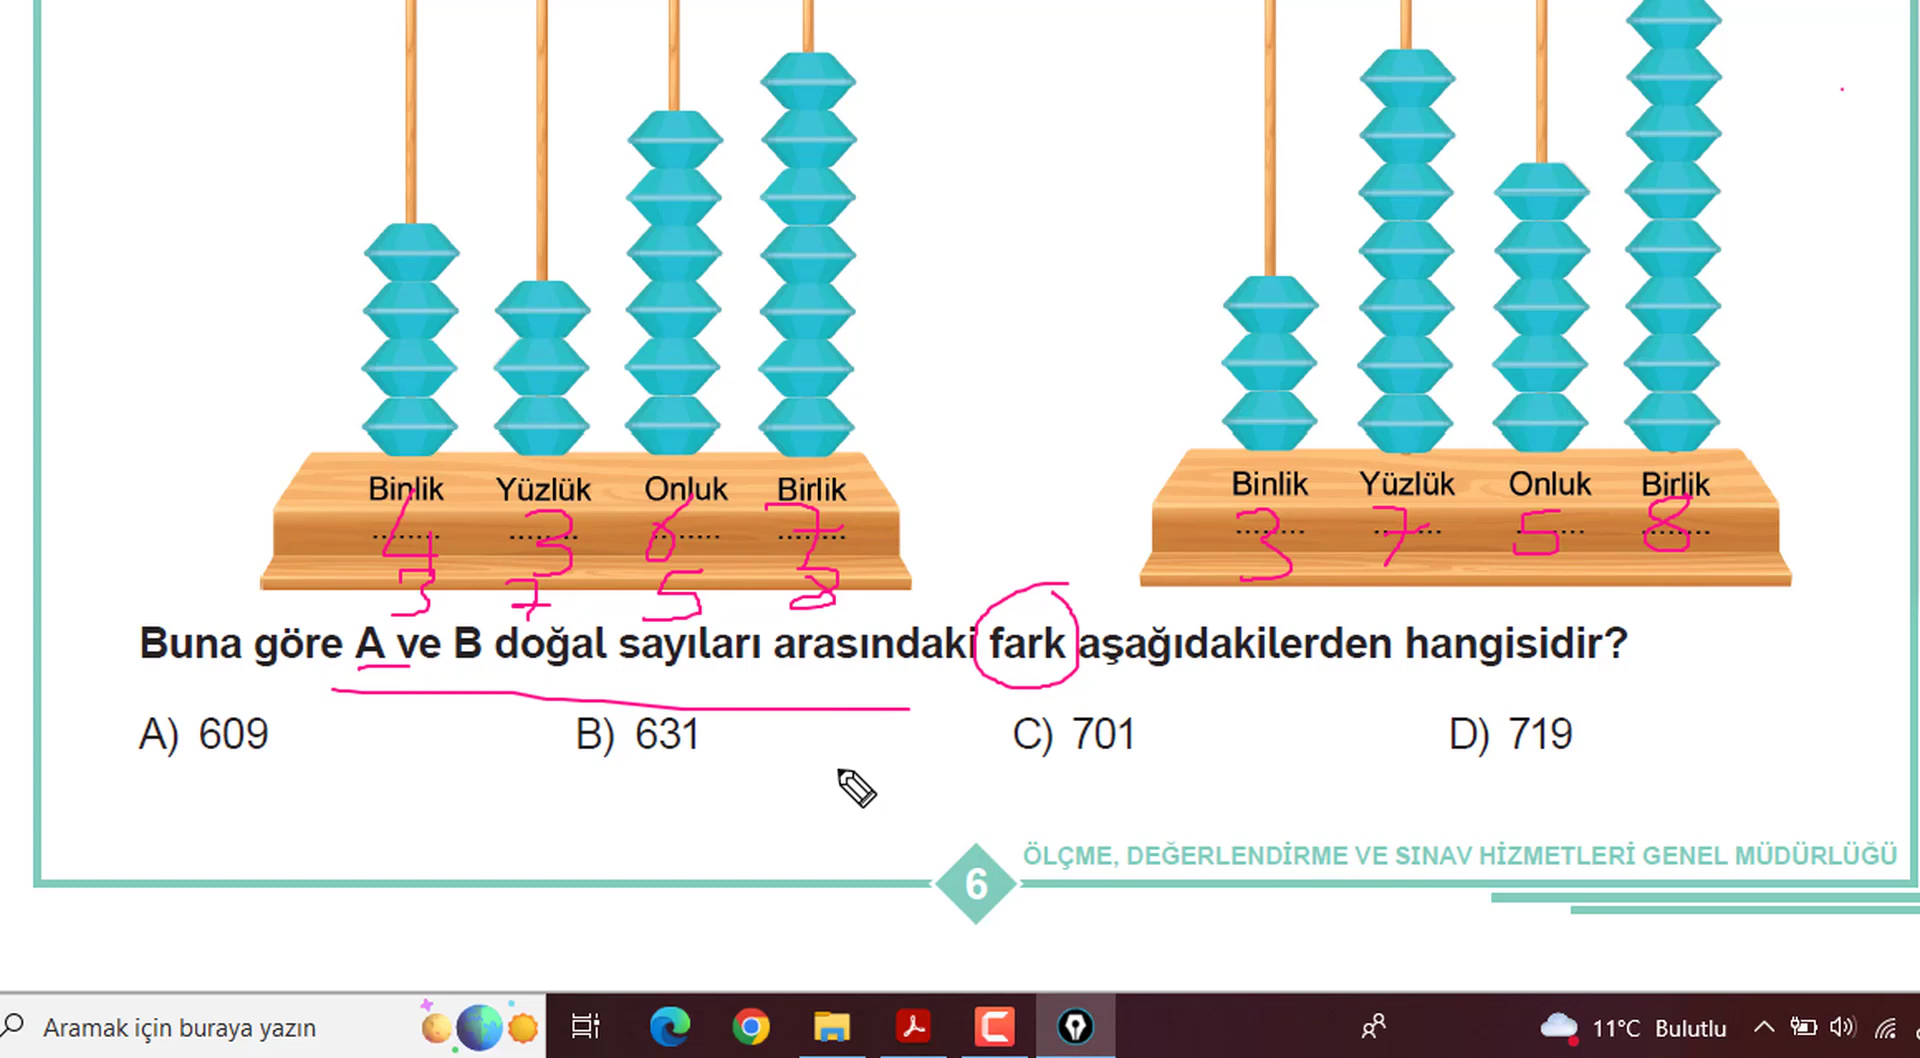 Binlik Yüzlük Onluk Birlik
Binlik Yüzlük Onluk Birlik
4 3 6 7
3 7 5 8
3 7 5 8
Buna göre A ve B doğal sayıları arasındaki fark aşağıdakilerden hangisidir?
A) 609 B) 631 C) 701 D) 719
ÖLÇME, DEĞERLENDİRME VE SINAV HİZMETLERİ GENEL MÜDÜRLÜĞÜ
6
Aramak için buraya yazın
11°C Bulutlu